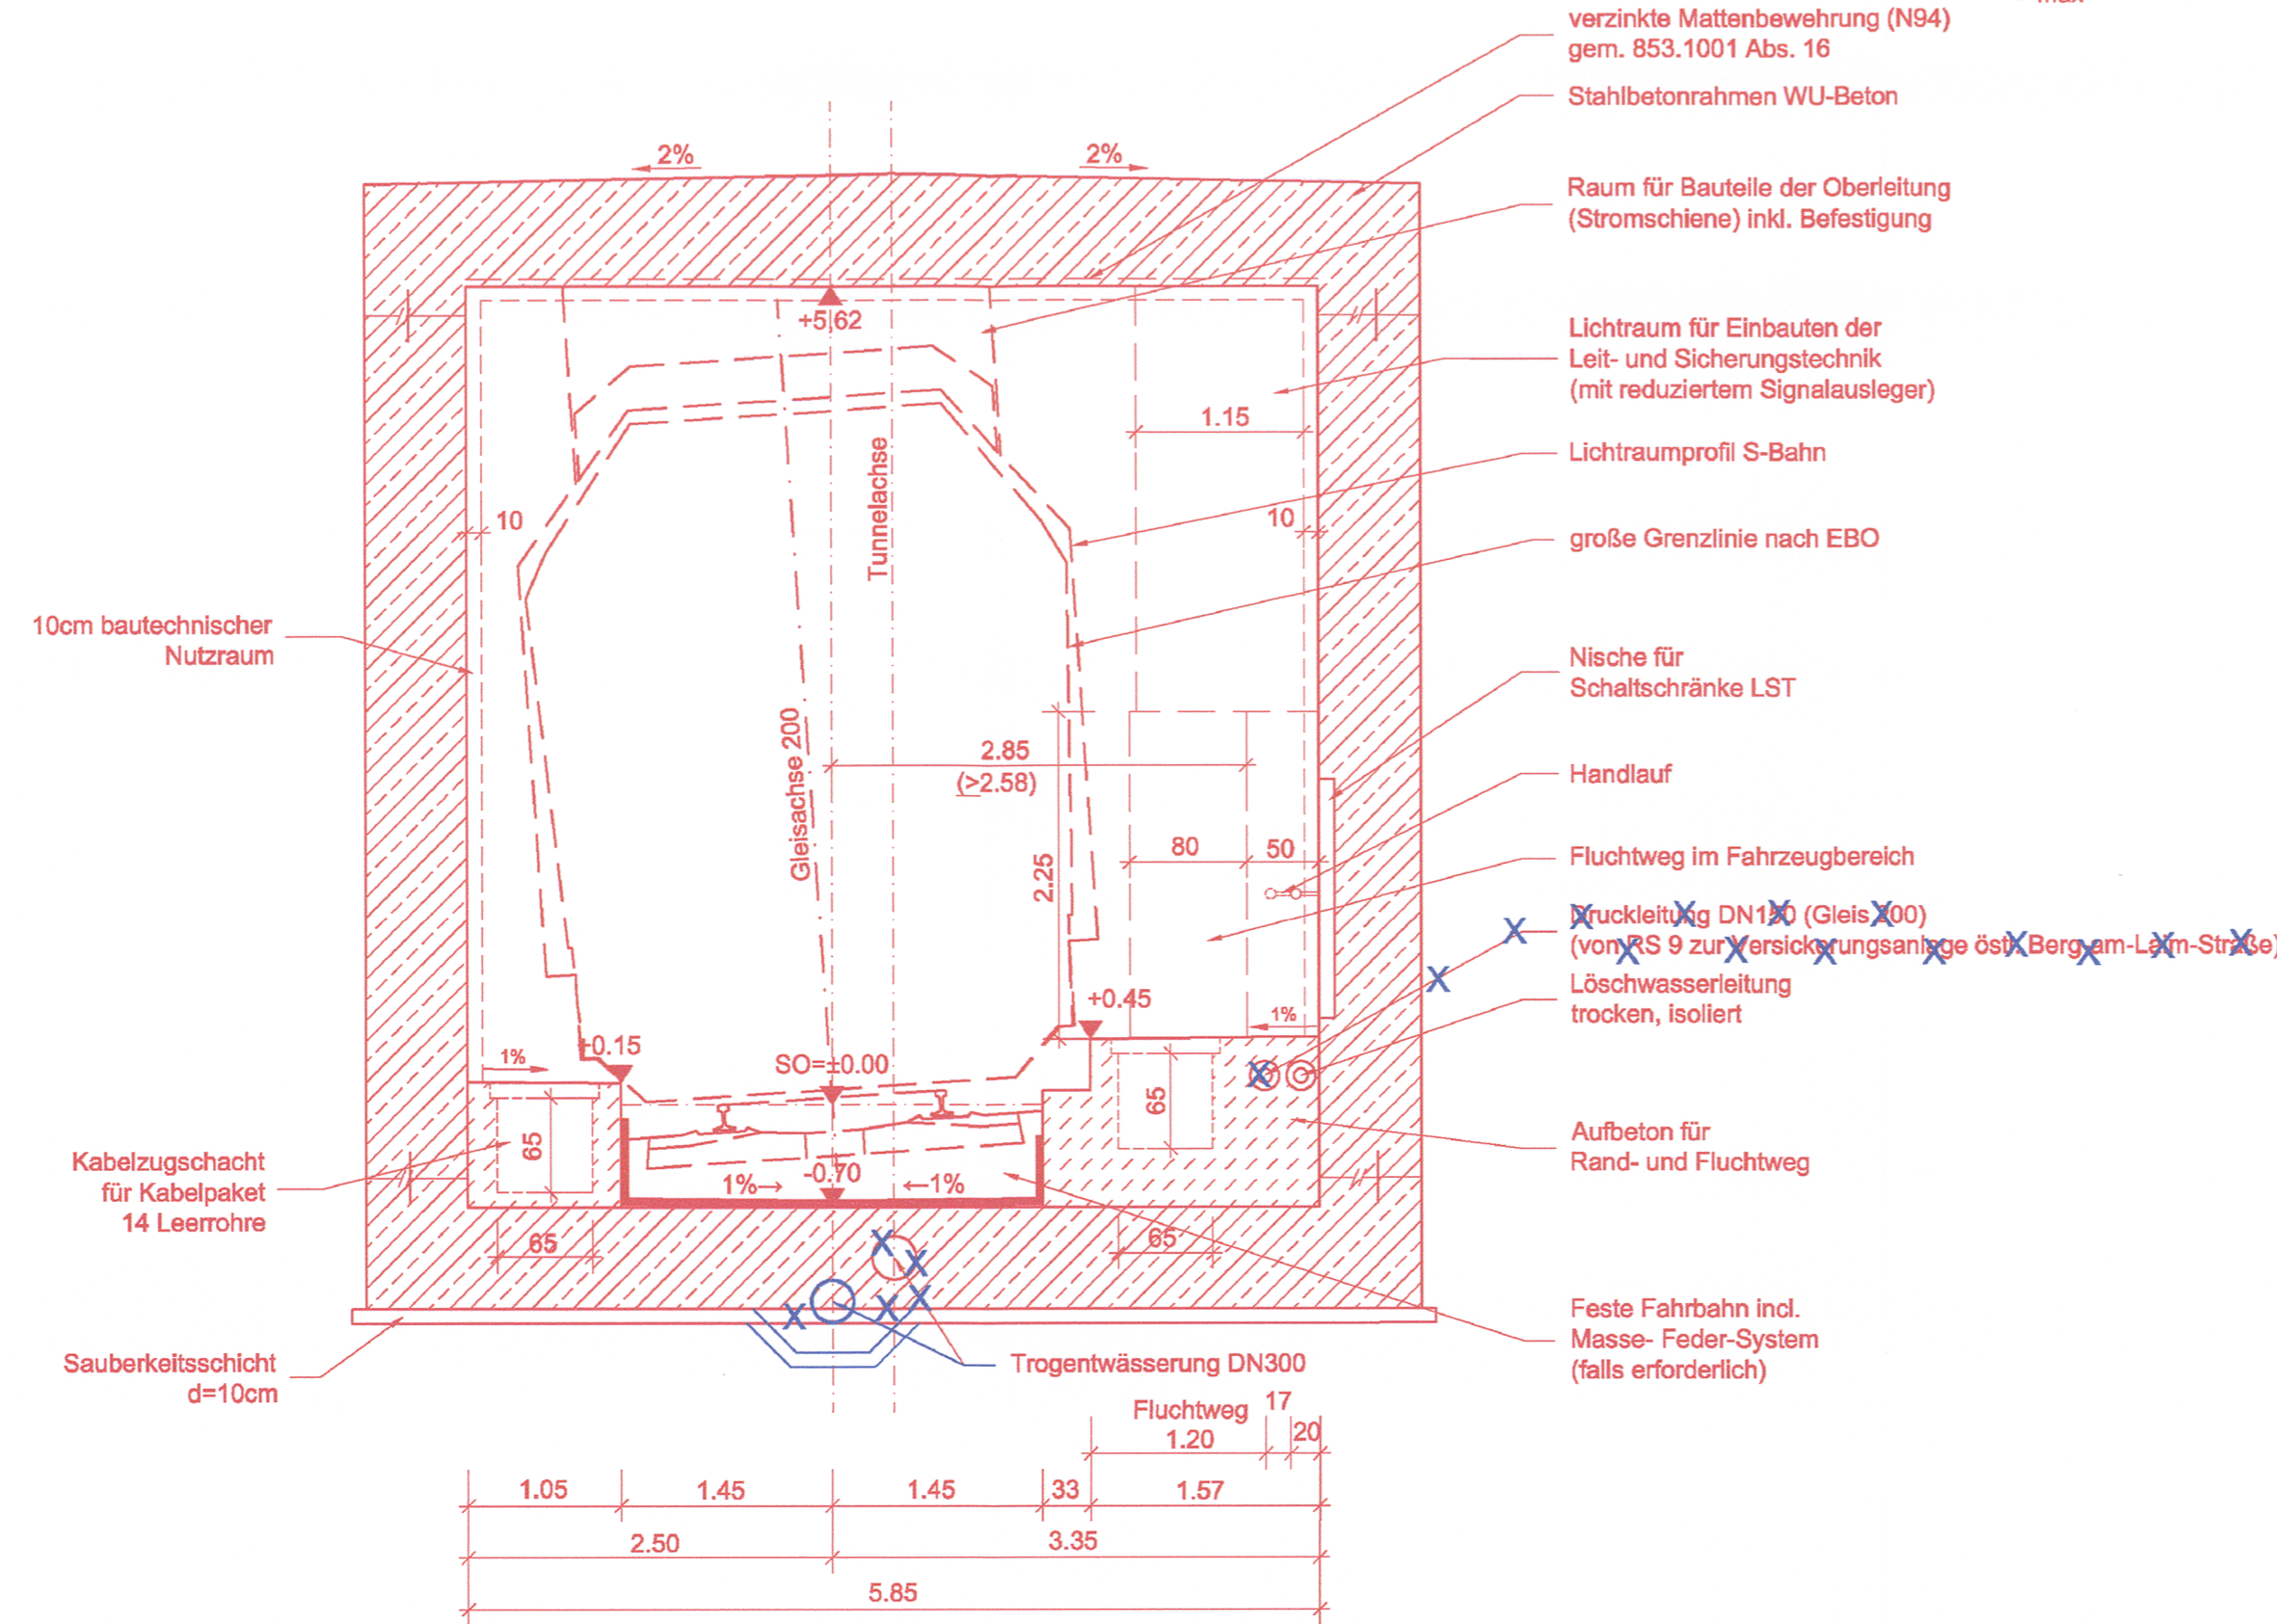 max
verzinkte Mattenbewehrung (N94)
gem. 853.1001 Abs. 16
Stahlbetonrahmen WU-Beton
2%
2%
Raum für Bauteile der Oberleitung
(Stromschiene) inkl. Befestigung
+5,62
Lichtraum für Einbauten der
Leit- und Sicherungstechnik
(mit reduziertem Signalausleger)
1.15
Lichtraumprofil S-Bahn
Tunnelachse
10
10
große Grenzlinie nach EBO
10cm bautechnischer
Nutzraum
Nische für
Schaltschränke LST
Gleisachse 200
2.85
(>2.58)
Handlauf
2.25
80
50
Fluchtweg im Fahrzeugbereich
Druckleitung DN150 (Gleis 200)
(von RS 9 zur Versickerungsanlage östl. Berg-am-Laim-Straße)
Löschwasserleitung
trocken, isoliert
+0.45
1%
+0.15
1%
SO=±0.00
65
65
Aufbeton für
Rand- und Fluchtweg
Kabelzugschacht
für Kabelpaket
14 Leerrohre
-0.70
1%→
←1%
65
65
Feste Fahrbahn incl.
Masse- Feder-System
(falls erforderlich)
Sauberkeitsschicht
d=10cm
Trogentwässerung DN300
Fluchtweg
17
1.20
20
1.05
1.45
1.45
33
1.57
2.50
3.35
5.85